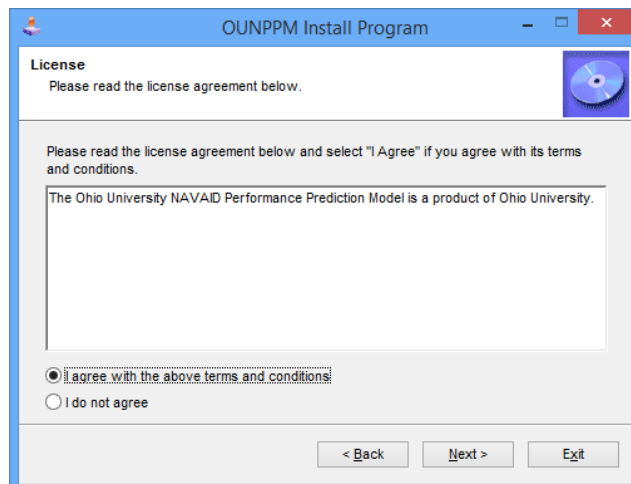 OUNPPM Install Program
License
Please read the license agreement below.
Please read the license agreement below and select "I Agree" if you agree with its terms
and conditions.
The Ohio University NAVAID Performance Prediction Model is a product of Ohio University.
I agree with the above terms and conditions
I do not agree
< Back Next > Exit